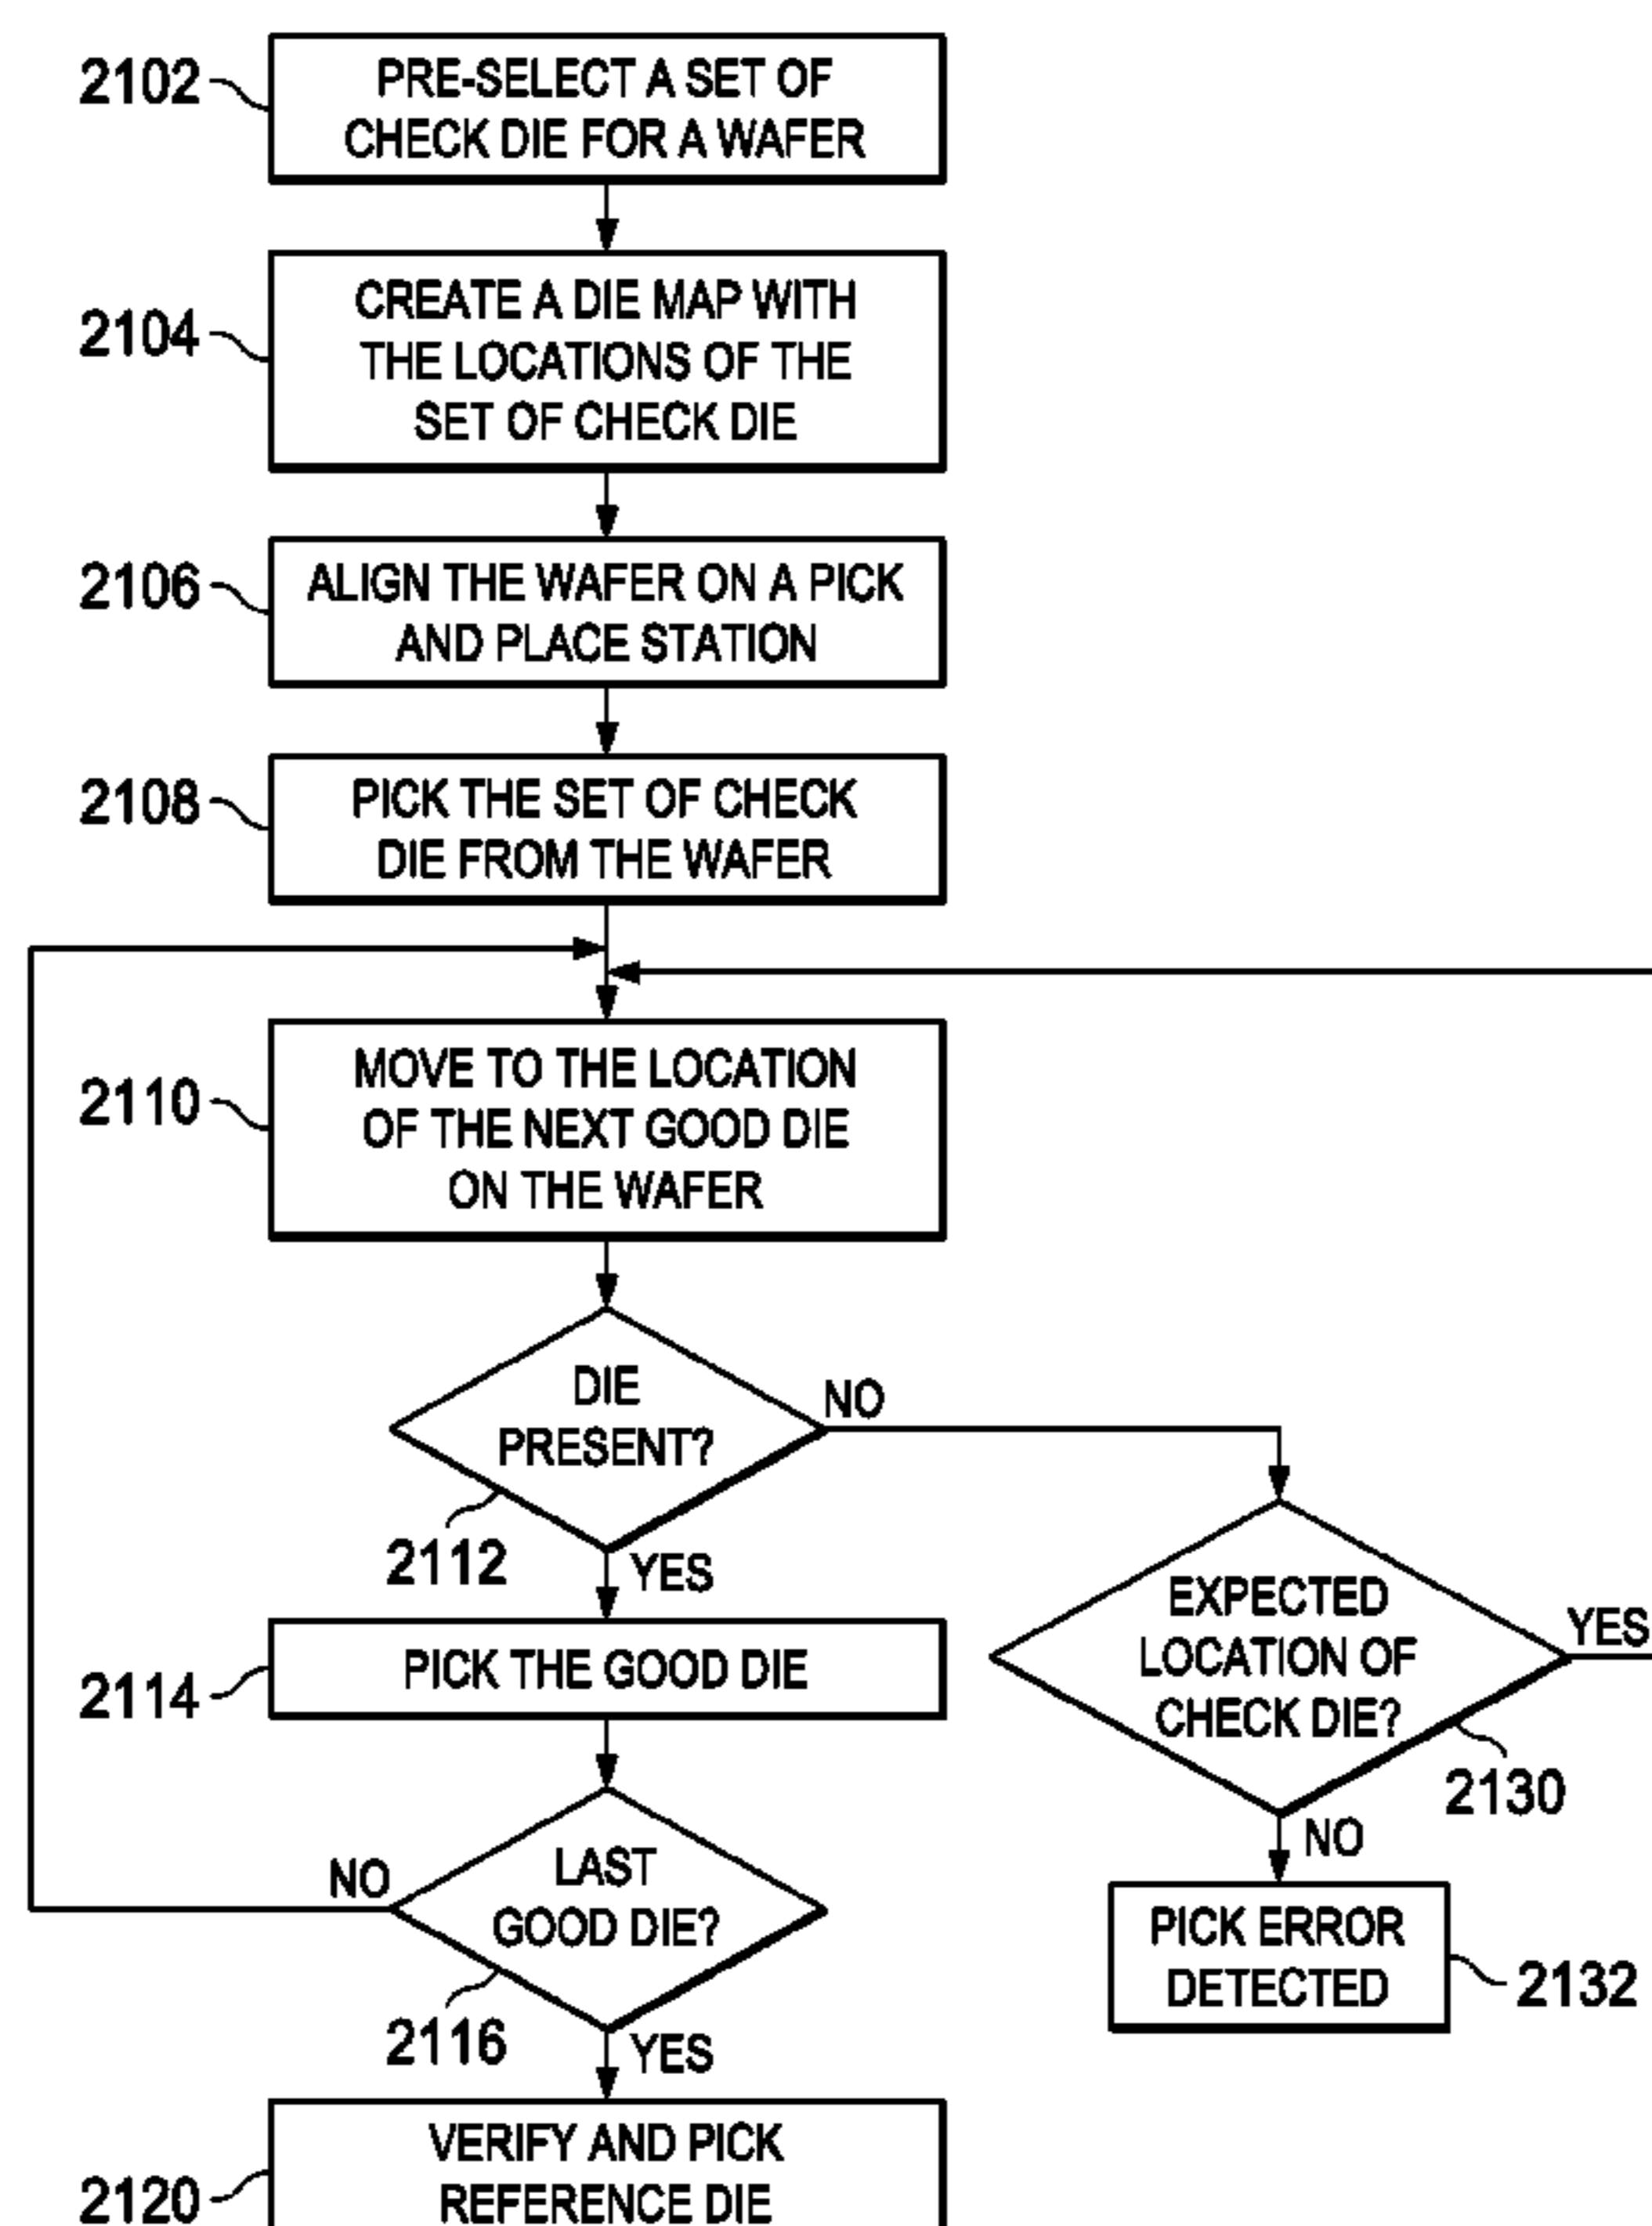 2102
PRE-SELECT A SET OF
CHECK DIE FOR A WAFER
2104
CREATE A DIE MAP WITH
THE LOCATIONS OF THE
SET OF CHECK DIE
2106
ALIGN THE WAFER ON A PICK
AND PLACE STATION
2108
PICK THE SET OF CHECK
DIE FROM THE WAFER
2110
MOVE TO THE LOCATION
OF THE NEXT GOOD DIE
ON THE WAFER
DIE
PRESENT?
NO
2112
YES
EXPECTED
LOCATION OF
CHECK DIE?
YES
2130
NO
2114
PICK THE GOOD DIE
LAST
GOOD DIE?
NO
2116
YES
PICK ERROR
DETECTED
2132
2120
VERIFY AND PICK
REFERENCE DIE